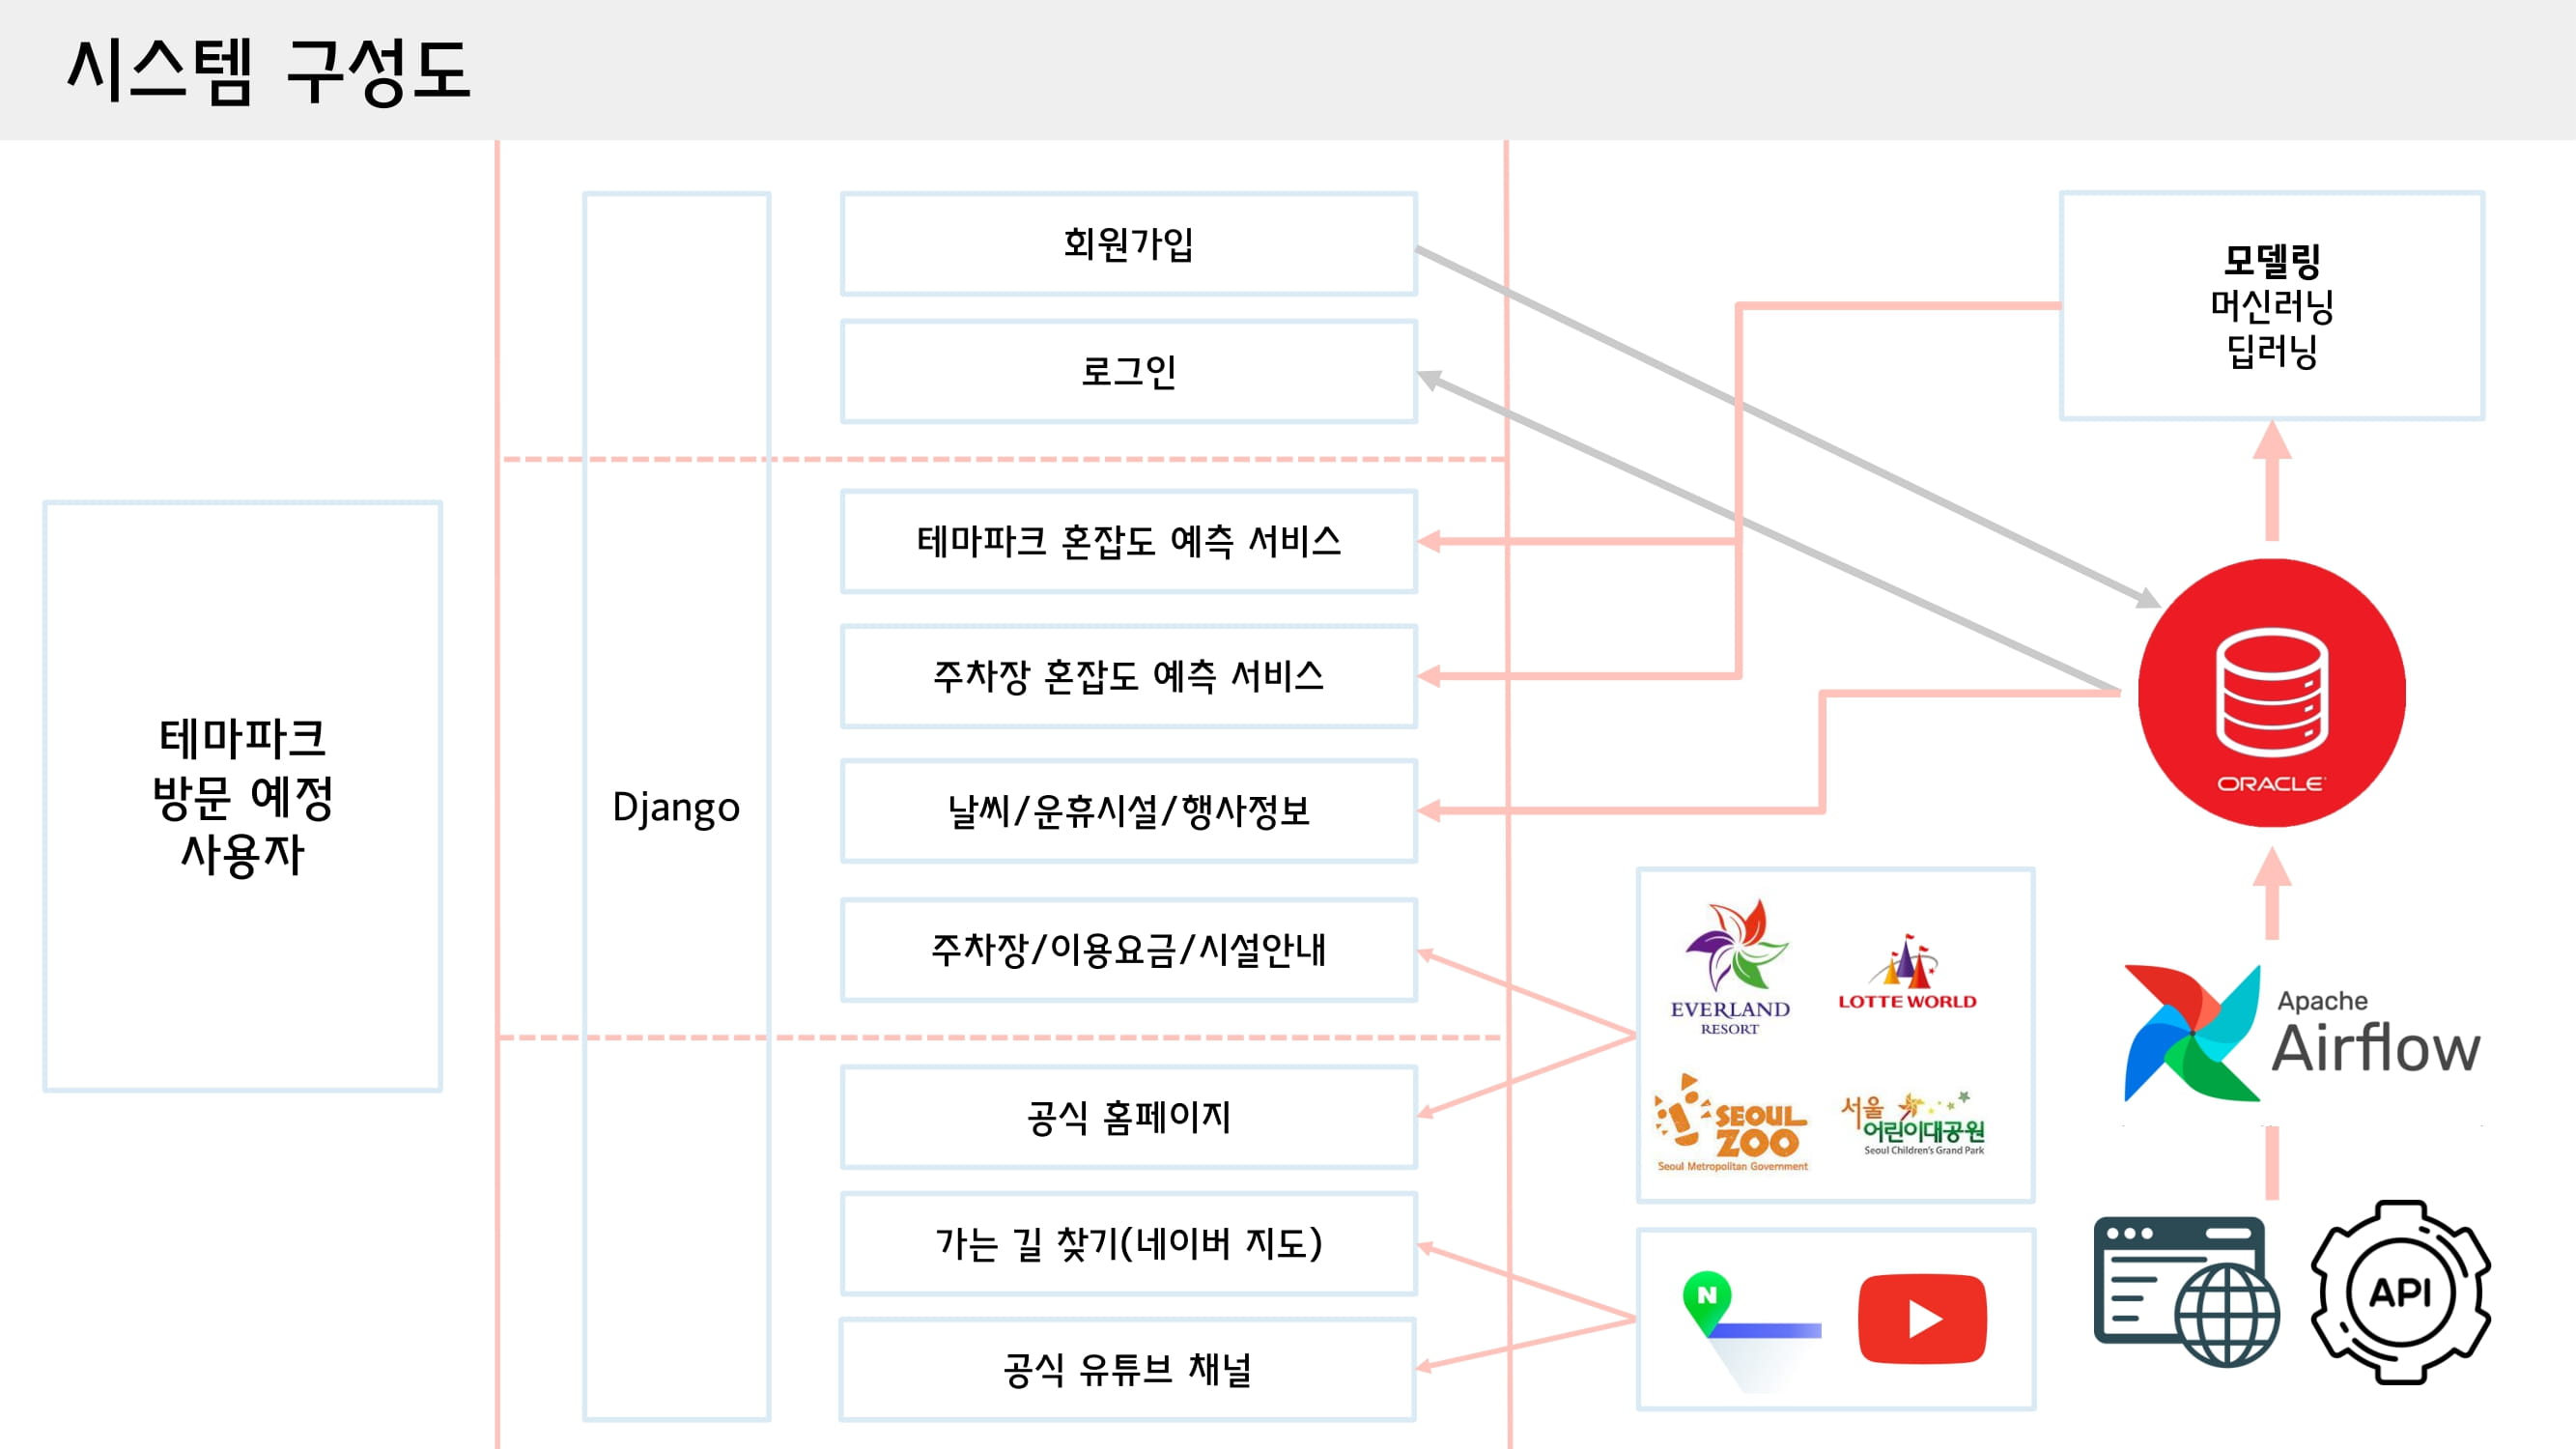 시스템 구성도
테마파크
방문 예정
사용자
Django
회원가입
로그인
테마파크 혼잡도 예측 서비스
주차장 혼잡도 예측 서비스
날씨/운휴시설/행사정보
주차장/이용요금/시설안내
공식 홈페이지
가는 길 찾기(네이버 지도)
공식 유튜브 채널
모델링
머신러닝
딥러닝
ORACLE
EVERLAND
RESORT
LOTTE WORLD
SEOUL
ZOO
Seoul Metropolitan Government
서울
어린이대공원
Seoul Children's Grand Park
N
Apache
Airflow
API